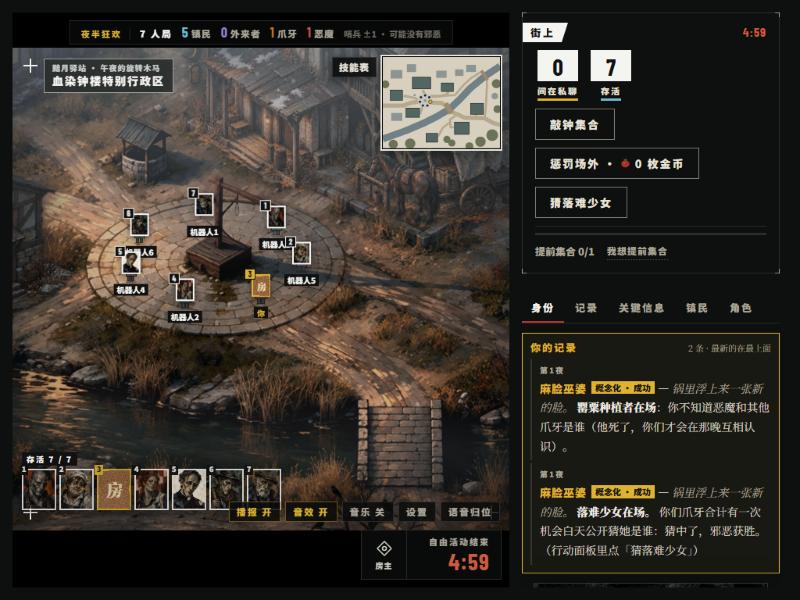 夜半狂欢 7 人局 5 镇民 0 外来者 1 爪牙 1 恶魔 哨兵 ±1 · 可能没有邪恶
黯月驿站 · 午夜的旋转木马
血染钟楼特别行政区
技能表
7
机器人1
6
机器人6
1
机器人
2
机器人5
5
机器人4
4
机器人2
3
房
你
存活 7 / 7
1 2 3 4 5 6 7
房
播报 开 音效 开 音乐 关 设置 语音归位
房主
自由活动结束
4:59
街上 4:59
0 7
间在私聊 存活
敲钟集合
惩罚场外 · 0 枚金币
猜落难少女
提前集合 0/1 我想提前集合
身份 记录 关键信息 镇民 角色
你的记录 2 条 · 最新的在最上面
第1夜
麻脸巫婆 概念化 · 成功 — 锅里浮上来一张新
的脸。 罂粟种植者在场：你不知道恶魔和其他
爪牙是谁（他死了，你们才会在那晚互相认
识）。
第1夜
麻脸巫婆 概念化 · 成功 — 锅里浮上来一张新
的脸。 落难少女在场。 你们爪牙合计有一次
机会白天公开猜她是谁：猜中了，邪恶获胜。
（行动面板里点「猜落难少女」）